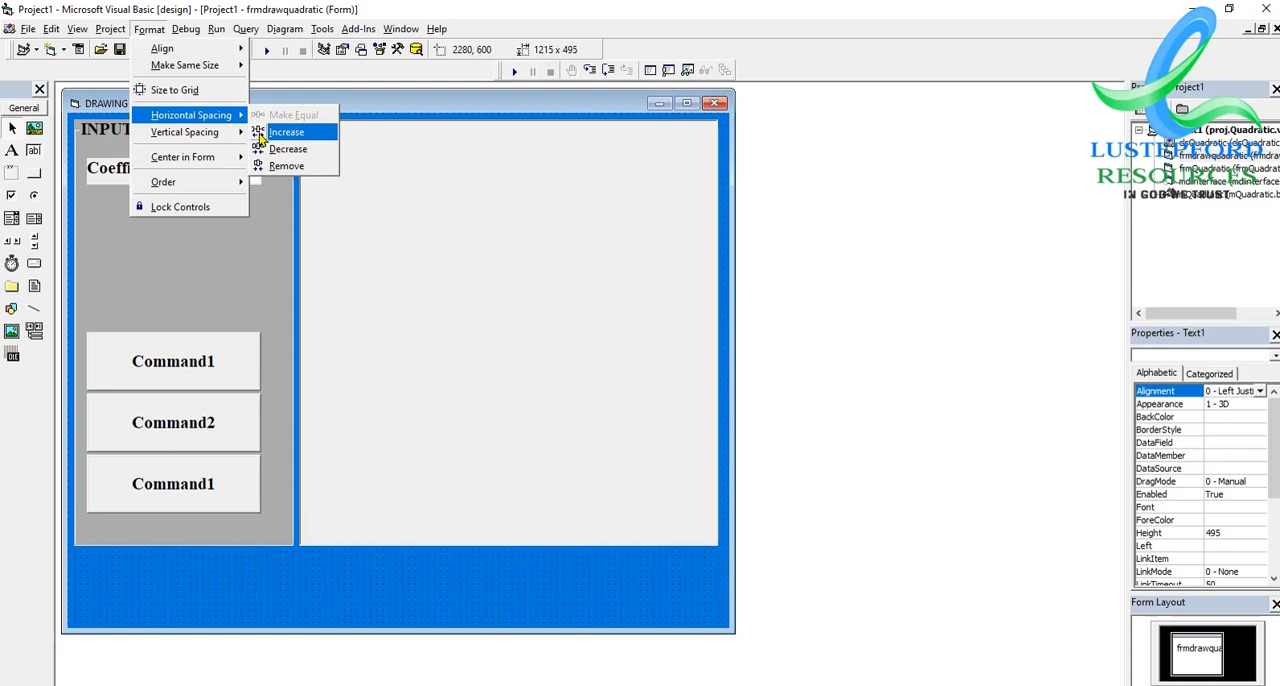 Project1 - Microsoft Visual Basic [design] - [Project1 - frmdrawquadratic (Form)]
File Edit View Project Format Debug Run Query Diagram Tools Add-Ins Window Help
2280, 600 1215 x 495
Align
Make Same Size
Size to Grid
Horizontal Spacing
Vertical Spacing
Center in Form
Order
Lock Controls
Make Equal
Increase
Decrease
Remove
General
DRAWING
INPUT
Coeffi
Command1
Command2
Command1
LUSTEPFORD
RESOURCES
IN GOD WE TRUST
Properties - Text1
Alphabetic Categorized
Alignment 0 - Left Justi
Appearance 1 - 3D
BackColor
BorderStyle
DataField
DataMember
DataSource
DragMode 0 - Manual
Enabled True
Font
ForeColor
Height 495
Left
LinkItem
LinkMode 0 - None
LinkTimeout 50
Form Layout
frmdrawqua